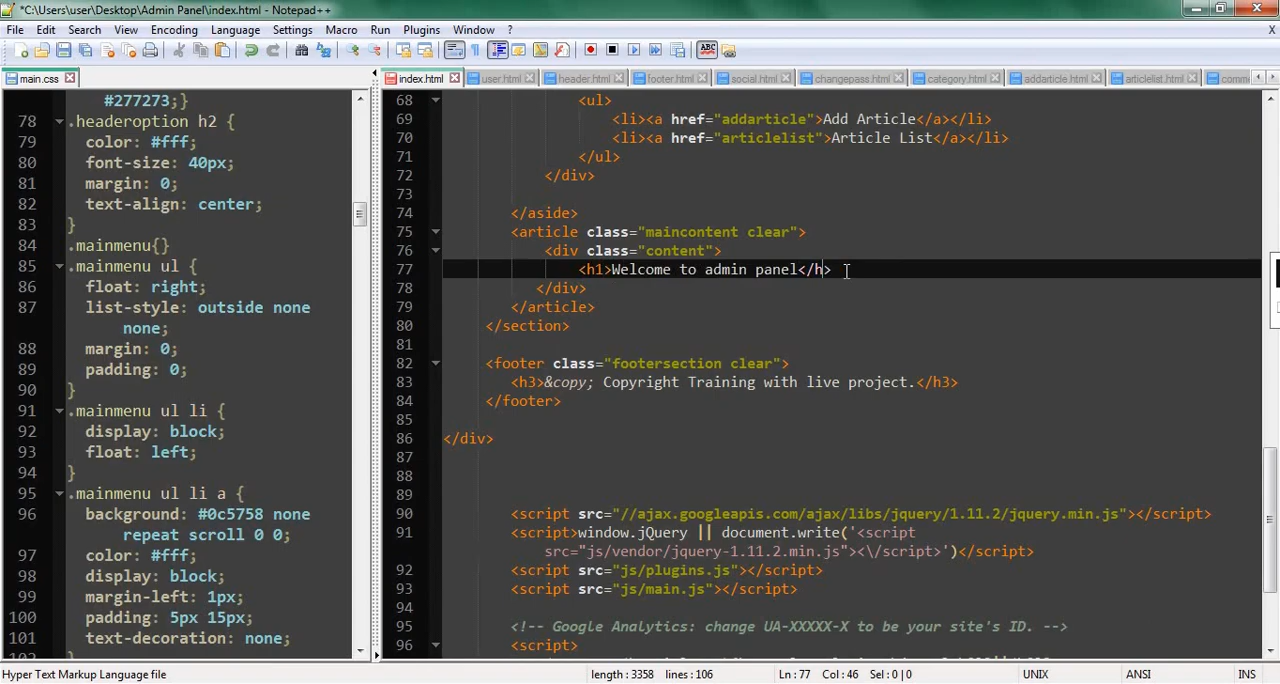 *C:\Users\user\Desktop\Admin Panel\index.html - Notepad++
File Edit Search View Encoding Language Settings Macro Run Plugins Window ?
X
main.css
index.html user.html header.html footer.html social.html changepass.html category.html addarticle.html articlelist.html
#277273;}
78 .headeroption h2 {
79 color: #fff;
80 font-size: 40px;
81 margin: 0;
82 text-align: center;
83 }
84 .mainmenu{}
85 .mainmenu ul {
86 float: right;
87 list-style: outside none
none;
88 margin: 0;
89 padding: 0;
90 }
91 .mainmenu ul li {
92 display: block;
93 float: left;
94 }
95 .mainmenu ul li a {
96 background: #0c5758 none
repeat scroll 0 0;
97 color: #fff;
98 display: block;
99 margin-left: 1px;
100 padding: 5px 15px;
101 text-decoration: none;
68 <ul>
69 <li><a href="addarticle">Add Article</a></li>
70 <li><a href="articlelist">Article List</a></li>
71 </ul>
72 </div>
73
74 </aside>
75 <article class="maincontent clear">
76 <div class="content">
77 <h1>Welcome to admin panel</h>
78 </div>
79 </article>
80 </section>
81
82 <footer class="footersection clear">
83 <h3>&copy; Copyright Training with live project.</h3>
84 </footer>
85
86 </div>
87
88
89
90 <script src="//ajax.googleapis.com/ajax/libs/jquery/1.11.2/jquery.min.js"></script>
91 <script>window.jQuery || document.write('<script
src="js/vendor/jquery-1.11.2.min.js"><\/script>')</script>
92 <script src="js/plugins.js"></script>
93 <script src="js/main.js"></script>
94
95 <!-- Google Analytics: change UA-XXXXX-X to be your site's ID. -->
96 <script>
Hyper Text Markup Language file length : 3358 lines : 106 Ln : 77 Col : 46 Sel : 0 | 0 UNIX ANSI INS